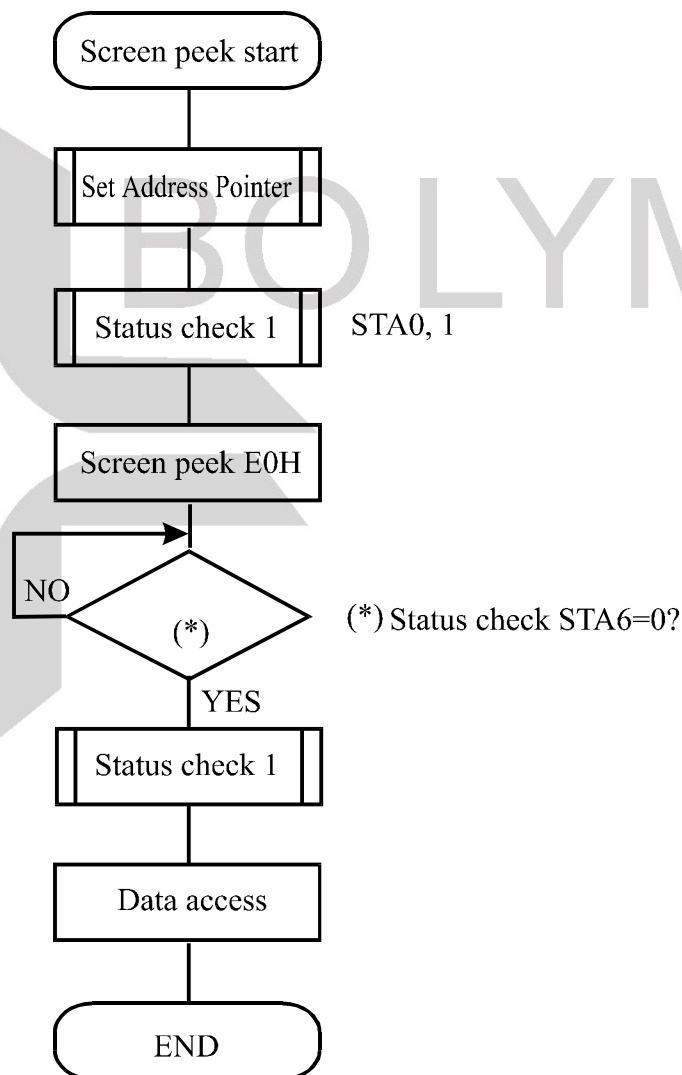 Screen peek start
Set Address Pointer
BOLYM
Status check 1
STA0, 1
Screen peek E0H
NO
(*)
(*) Status check STA6=0?
YES
Status check 1
Data access
END